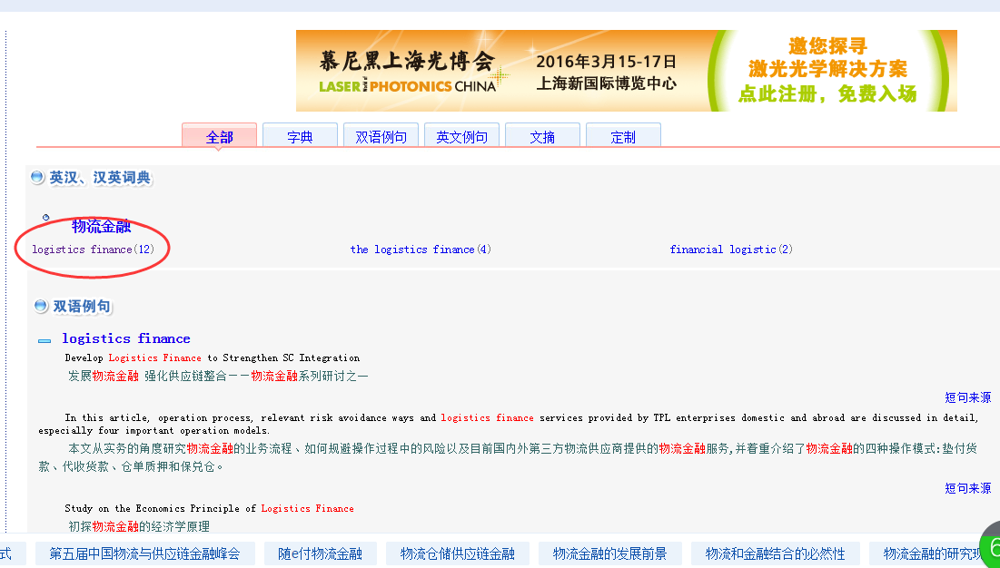 慕尼黑上海光博会
LASER PHOTONICS CHINA
2016年3月15-17日
上海新国际博览中心
邀您探寻
激光光学解决方案
点此注册，免费入场
全部 字典 双语例句 英文例句 文摘 定制
英汉、汉英词典
物流金融
logistics finance(12) the logistics finance(4) financial logistic(2)
双语例句
logistics finance
Develop Logistics Finance to Strengthen SC Integration
发展物流金融 强化供应链整合——物流金融系列研讨之一
短句来源
In this article, operation process, relevant risk avoidance ways and logistics finance services provided by TPL enterprises domestic and abroad are discussed in detail,
especially four important operation models.
本文从实务的角度研究物流金融的业务流程、如何规避操作过程中的风险以及目前国内外第三方物流供应商提供的物流金融服务,并着重介绍了物流金融的四种操作模式:垫付货
款、代收货款、仓单质押和保兑仓。
短句来源
Study on the Economics Principle of Logistics Finance
初探物流金融的经济学原理
式 第五届中国物流与供应链金融峰会 随e付物流金融 物流仓储供应链金融 物流金融的发展前景 物流和金融结合的必然性 物流金融的研究现
6